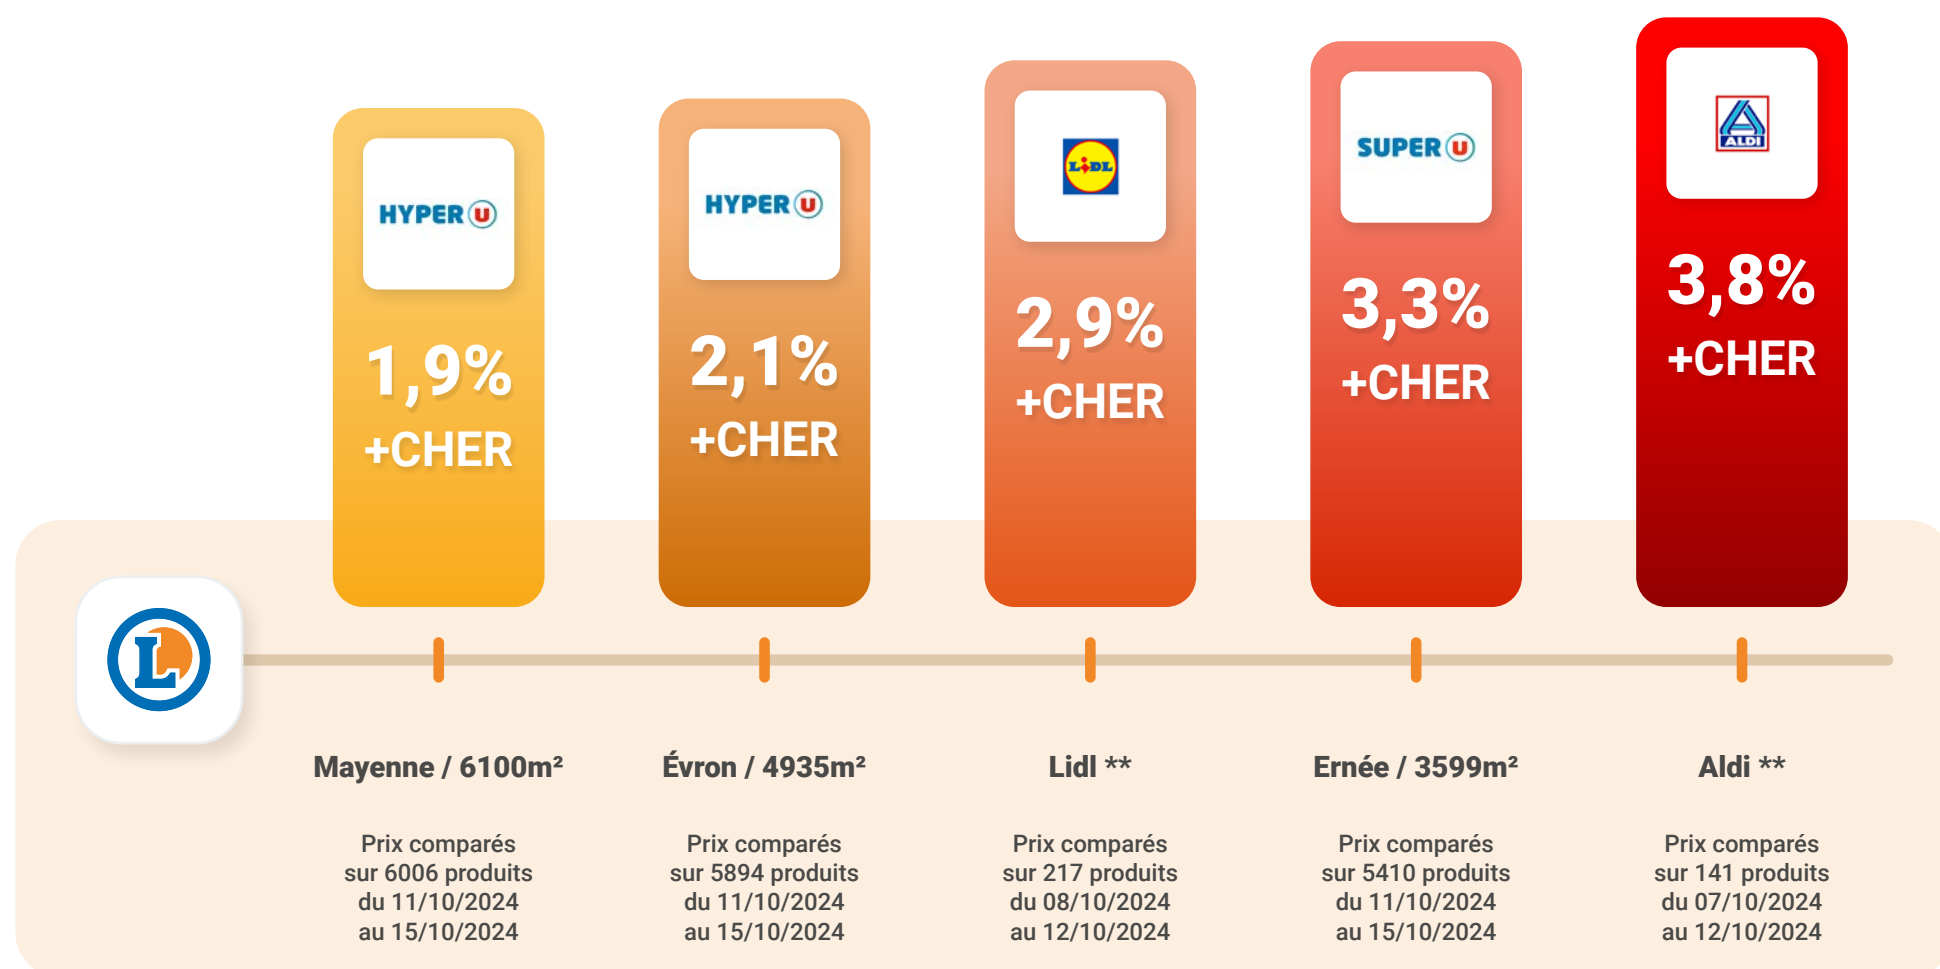 HYPER U
1,9%
+CHER
HYPER U
2,1%
+CHER
LIDL
2,9%
+CHER
SUPER U
3,3%
+CHER
ALDI
3,8%
+CHER
L
Mayenne / 6100m²
Prix comparés
sur 6006 produits
du 11/10/2024
au 15/10/2024
Évron / 4935m²
Prix comparés
sur 5894 produits
du 11/10/2024
au 15/10/2024
Lidl **
Prix comparés
sur 217 produits
du 08/10/2024
au 12/10/2024
Ernée / 3599m²
Prix comparés
sur 5410 produits
du 11/10/2024
au 15/10/2024
Aldi **
Prix comparés
sur 141 produits
du 07/10/2024
au 12/10/2024